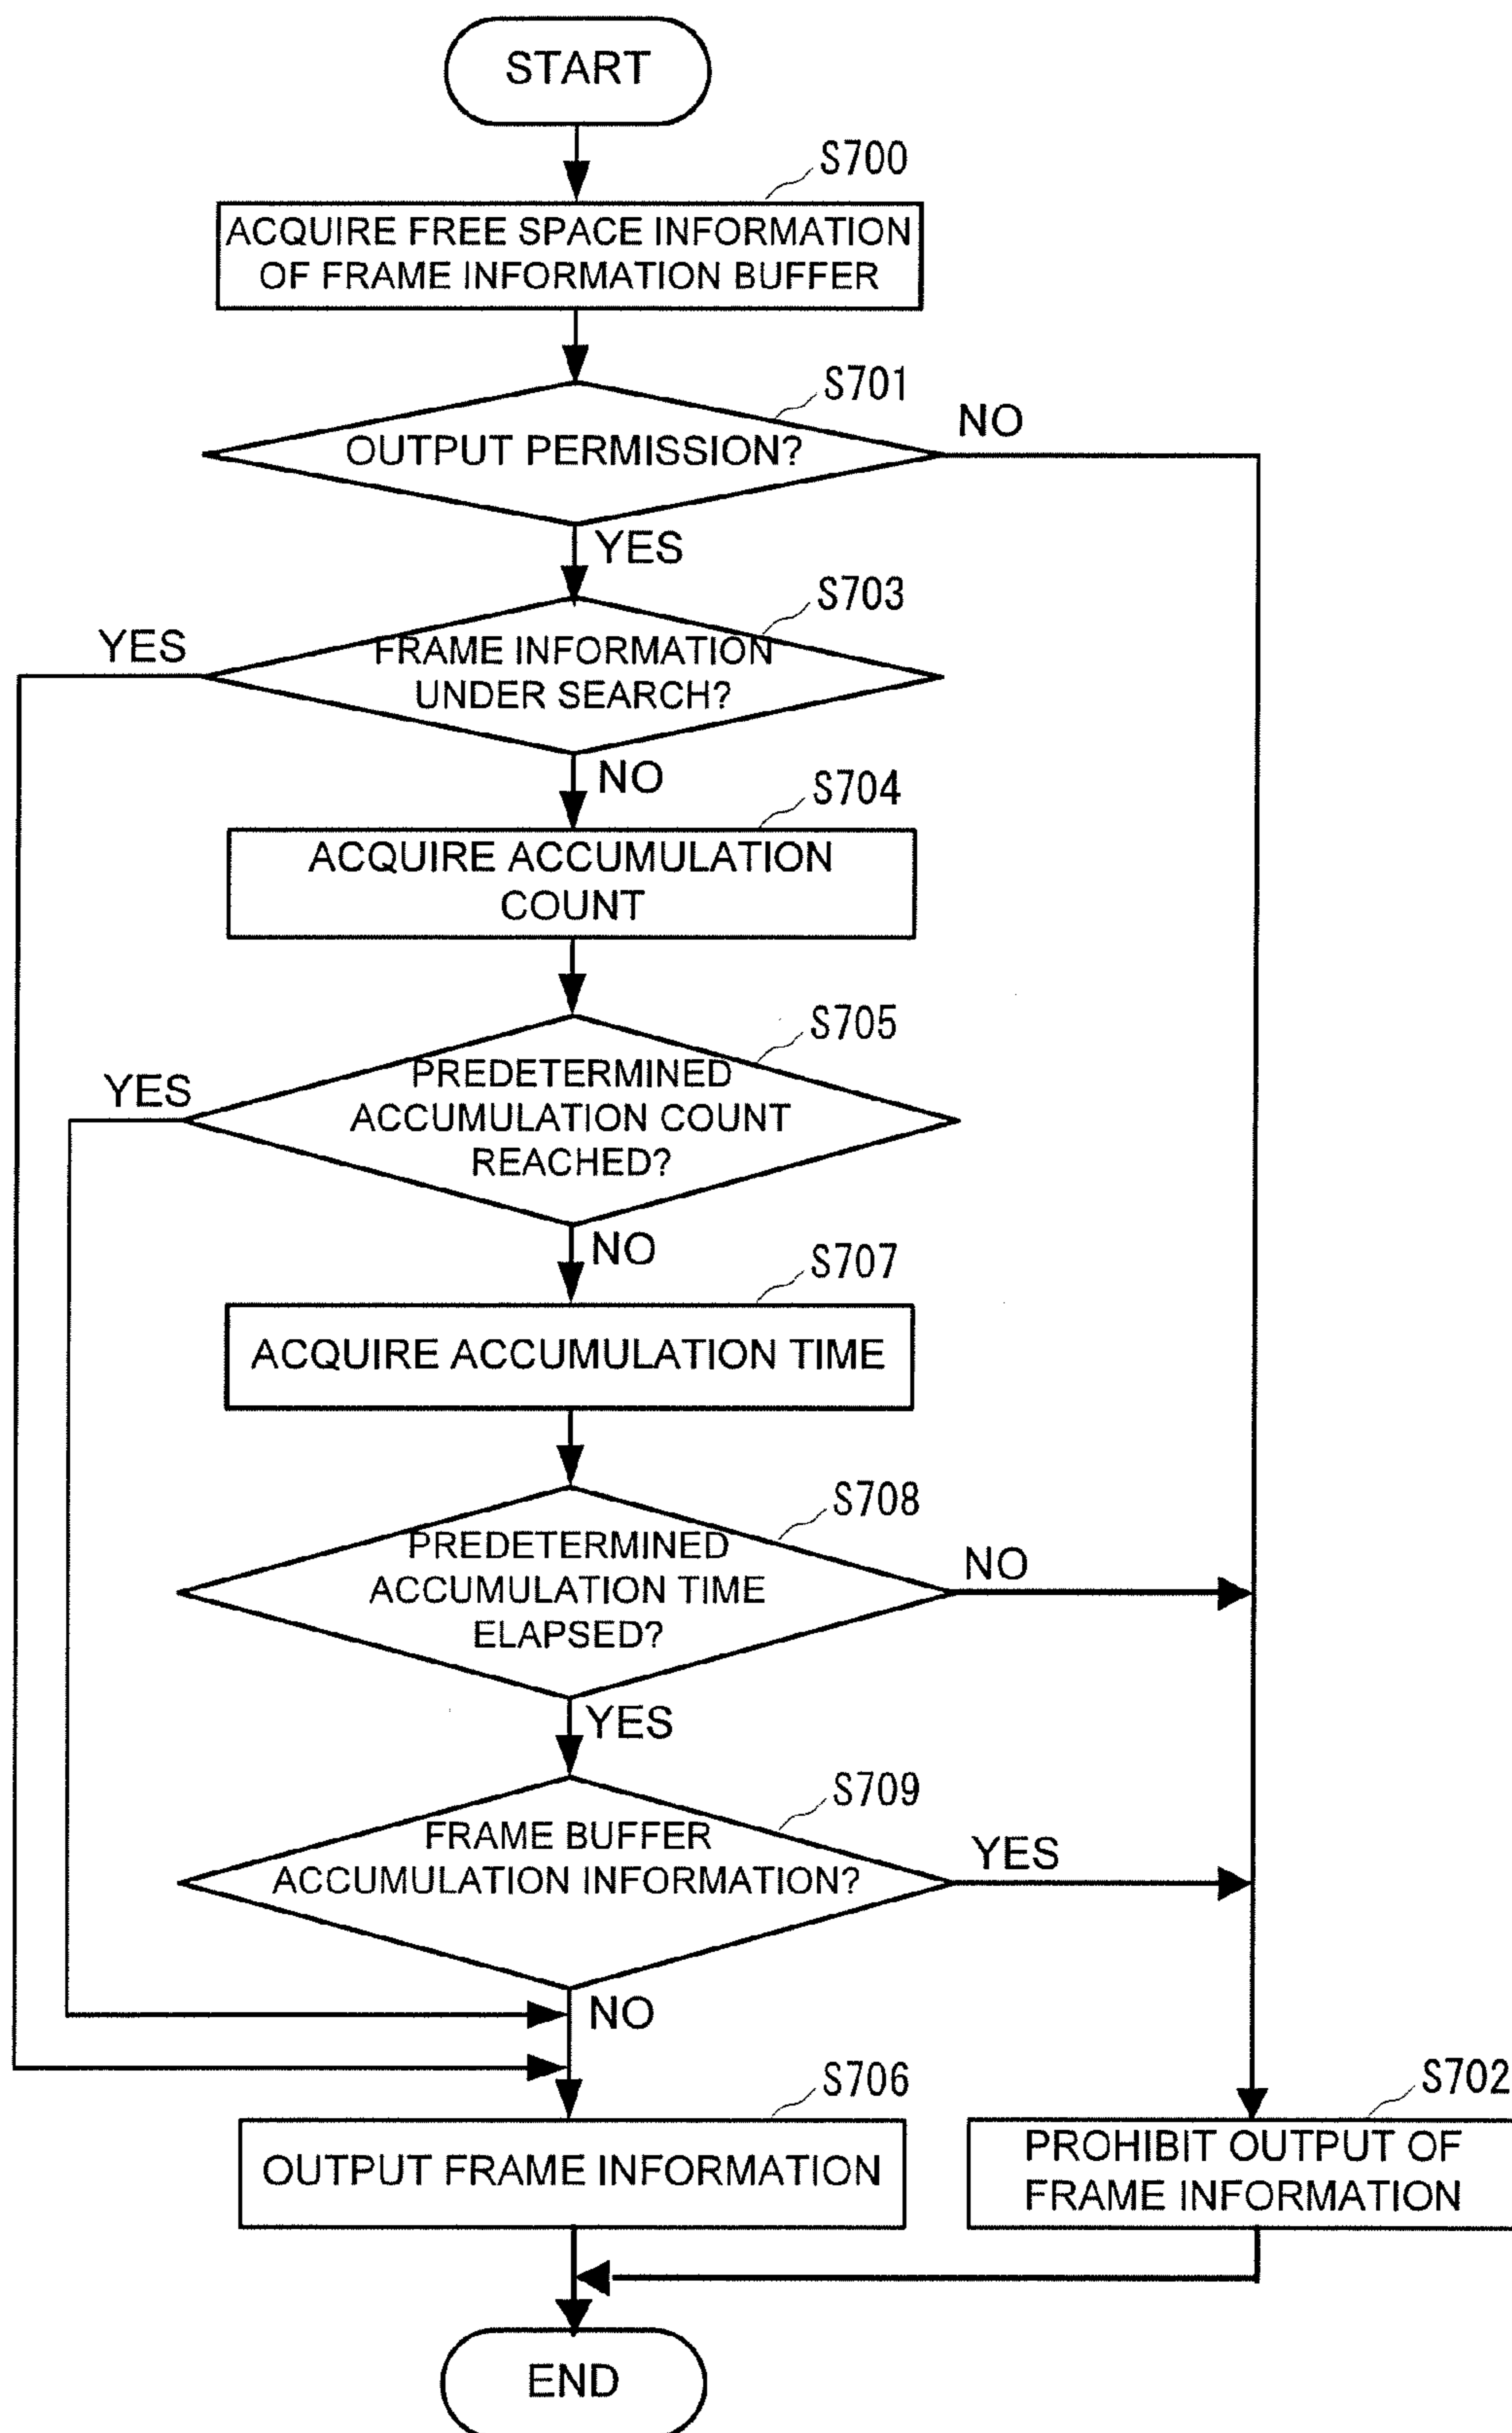 START
S700
ACQUIRE FREE SPACE INFORMATION
OF FRAME INFORMATION BUFFER
S701
OUTPUT PERMISSION?
NO
YES
S703
YES
FRAME INFORMATION
UNDER SEARCH?
NO
S704
ACQUIRE ACCUMULATION
COUNT
S705
YES
PREDETERMINED
ACCUMULATION COUNT
REACHED?
NO
S707
ACQUIRE ACCUMULATION TIME
S708
PREDETERMINED
ACCUMULATION TIME
ELAPSED?
NO
YES
S709
FRAME BUFFER
ACCUMULATION INFORMATION?
YES
NO
S706
OUTPUT FRAME INFORMATION
S702
PROHIBIT OUTPUT OF
FRAME INFORMATION
END